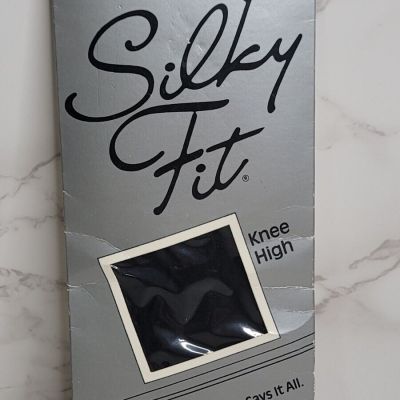 Silky
Fit®
Knee
High
Says It All.